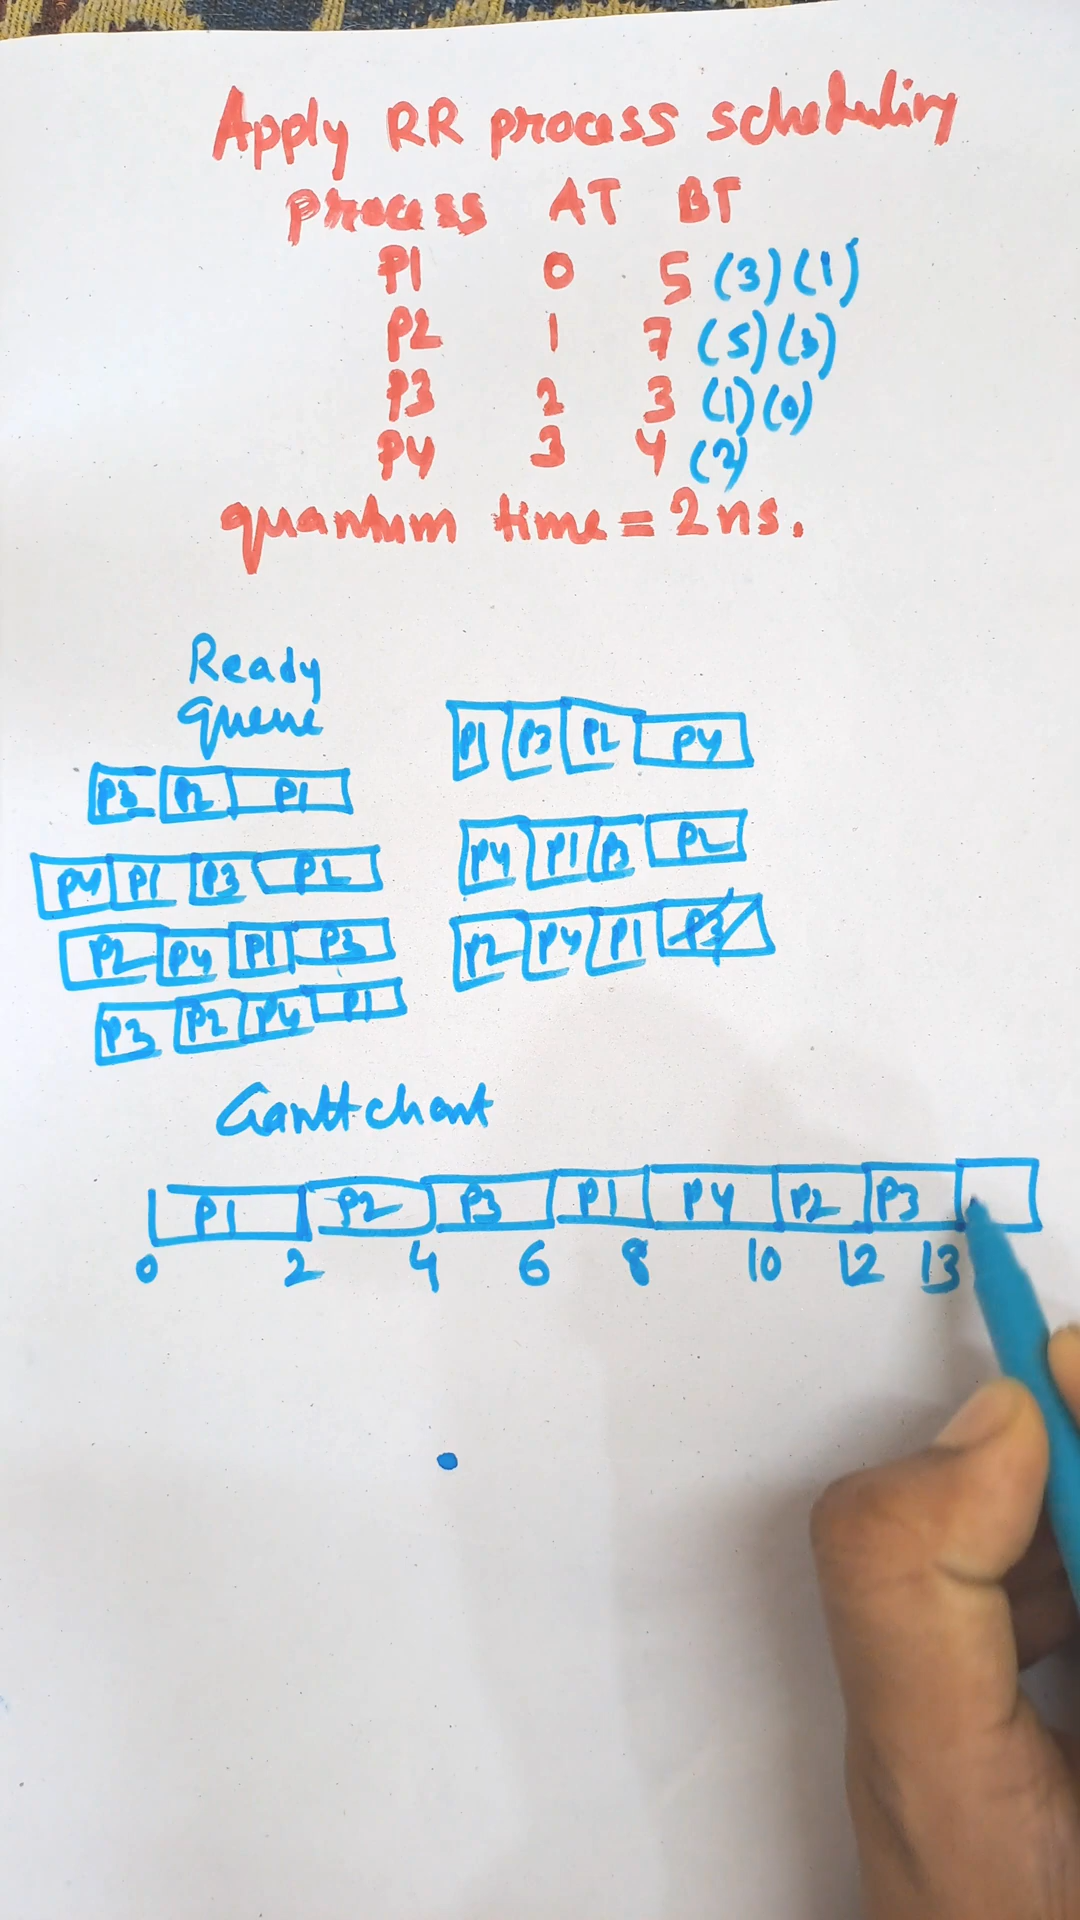 Apply RR process scheduling
process AT BT
P1 0 5 (3) (1)
P2 1 7 (5) (3)
P3 2 3 (1) (0)
P4 3 4 (2)
quantum time = 2 ns.
Ready
queue
P3 P2 P1
P4 P1 P3 P2
P2 P4 P1 P3
P3 P2 P4 P1
P1 P3 P2 P4
P4 P1 P3 P2
P2 P4 P1 P3
Gantt chart
P1 P2 P3 P1 P4 P2 P3
0 2 4 6 8 10 12 13